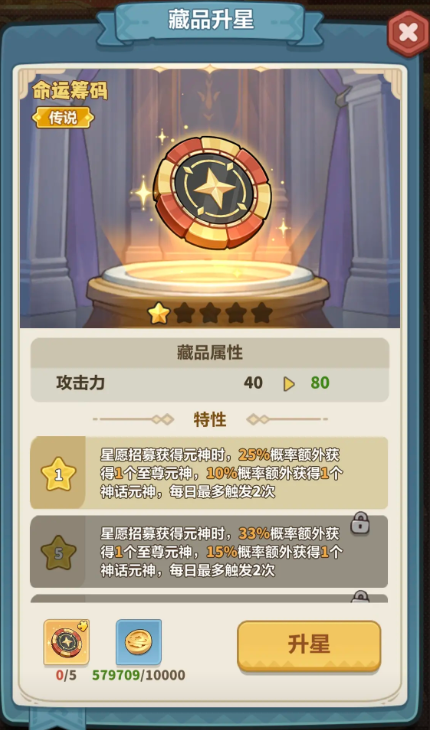 藏品升星
命运筹码
传说
藏品属性
攻击力 40 80
特性
1
星愿招募获得元神时，25%概率额外获
得1个至尊元神，10%概率额外获得1个
神话元神，每日最多触发2次
5
星愿招募获得元神时，33%概率额外获
得1个至尊元神，15%概率额外获得1个
神话元神，每日最多触发2次
0/5 579709/10000
升星